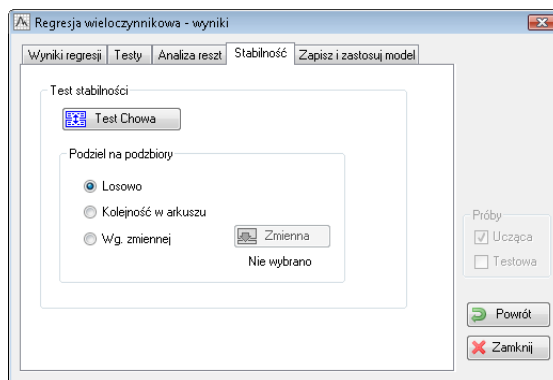 Regresja wieloczynnikowa - wyniki
Wyniki regresji Testy Analiza reszt Stabilność Zapisz i zastosuj model
Test stabilności
Test Chowa
Podziel na podzbiory
Losowo
Kolejność w arkuszu
Wg. zmiennej
Zmienna
Nie wybrano
Próby
Ucząca
Testowa
Powrót
Zamknij